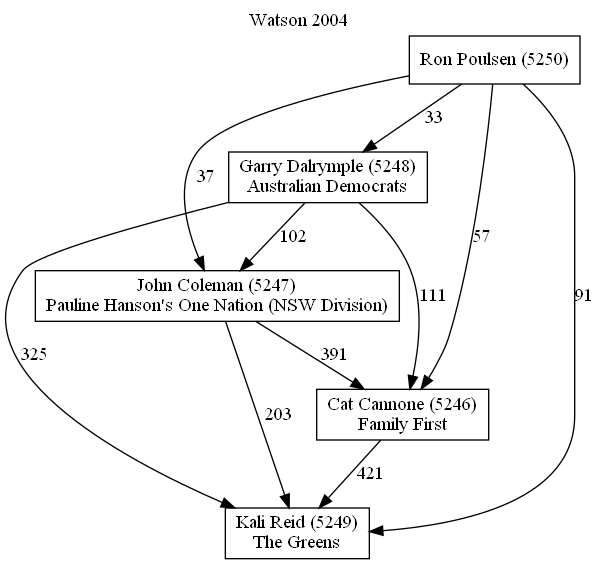 Watson 2004
Ron Poulsen (5250)
33
Garry Dalrymple (5248)
Australian Democrats
37
102
57
John Coleman (5247)
Pauline Hanson's One Nation (NSW Division)
111
91
325
391
Cat Cannone (5246)
Family First
203
421
Kali Reid (5249)
The Greens